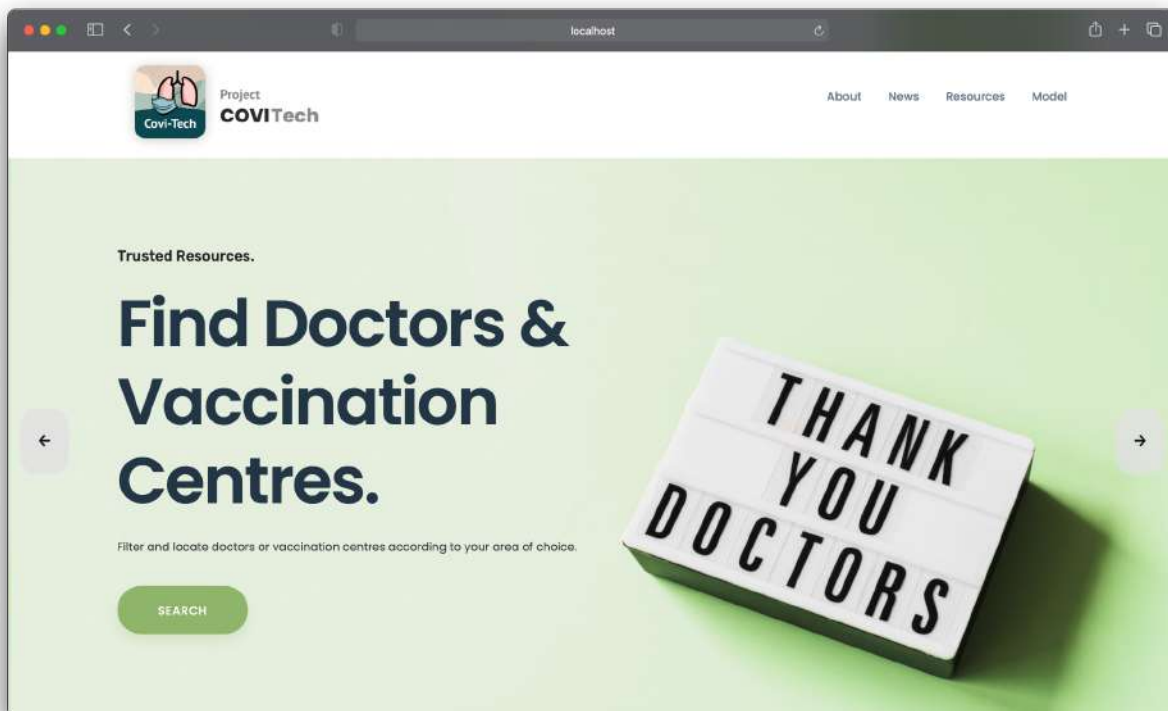 localhost
Covi-Tech
Project
COVITech
About News Resources Model
Trusted Resources.
Find Doctors &
Vaccination
Centres.
Filter and locate doctors or vaccination centres according to your area of choice.
SEARCH
THANK
YOU
DOCTORS